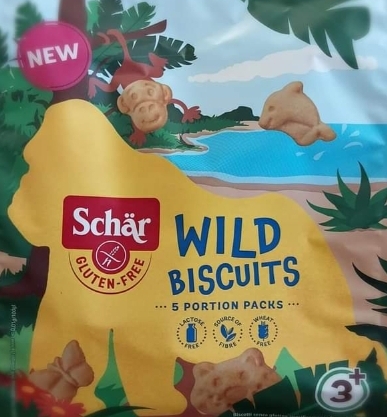 NEW
Schär
GLUTEN-FREE
WILD
BISCUITS
5 PORTION PACKS
LACTOSE FREE
SOURCE OF FIBRE
WHEAT FREE
3+